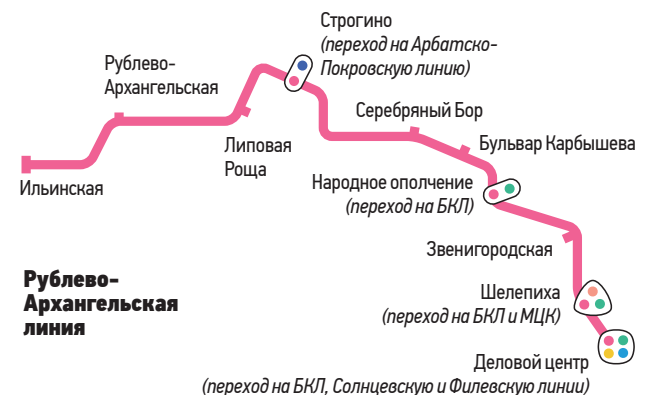 Строгино
(переход на Арбатско-
Покровскую линию)
Рублево-
Архангельская
Серебряный Бор
Липовая
Роща
Бульвар Карбышева
Ильинская
Народное ополчение
(переход на БКЛ)
Звенигородская
Рублево-
Архангельская
линия
Шелепиха
(переход на БКЛ и МЦК)
Деловой центр
(переход на БКЛ, Солнцевскую и Филевскую линии)